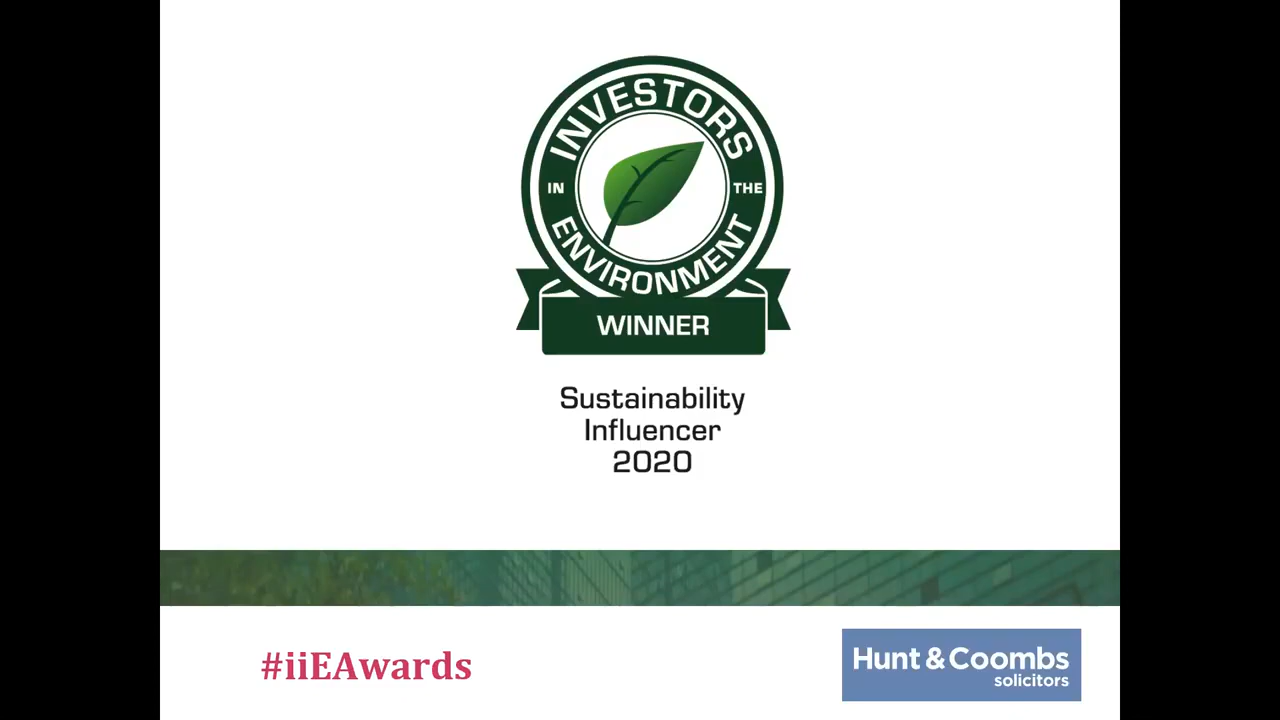 INVESTORS
IN THE
ENVIRONMENT
WINNER
Sustainability
Influencer
2020
#iiEAwards
Hunt & Coombs
solicitors